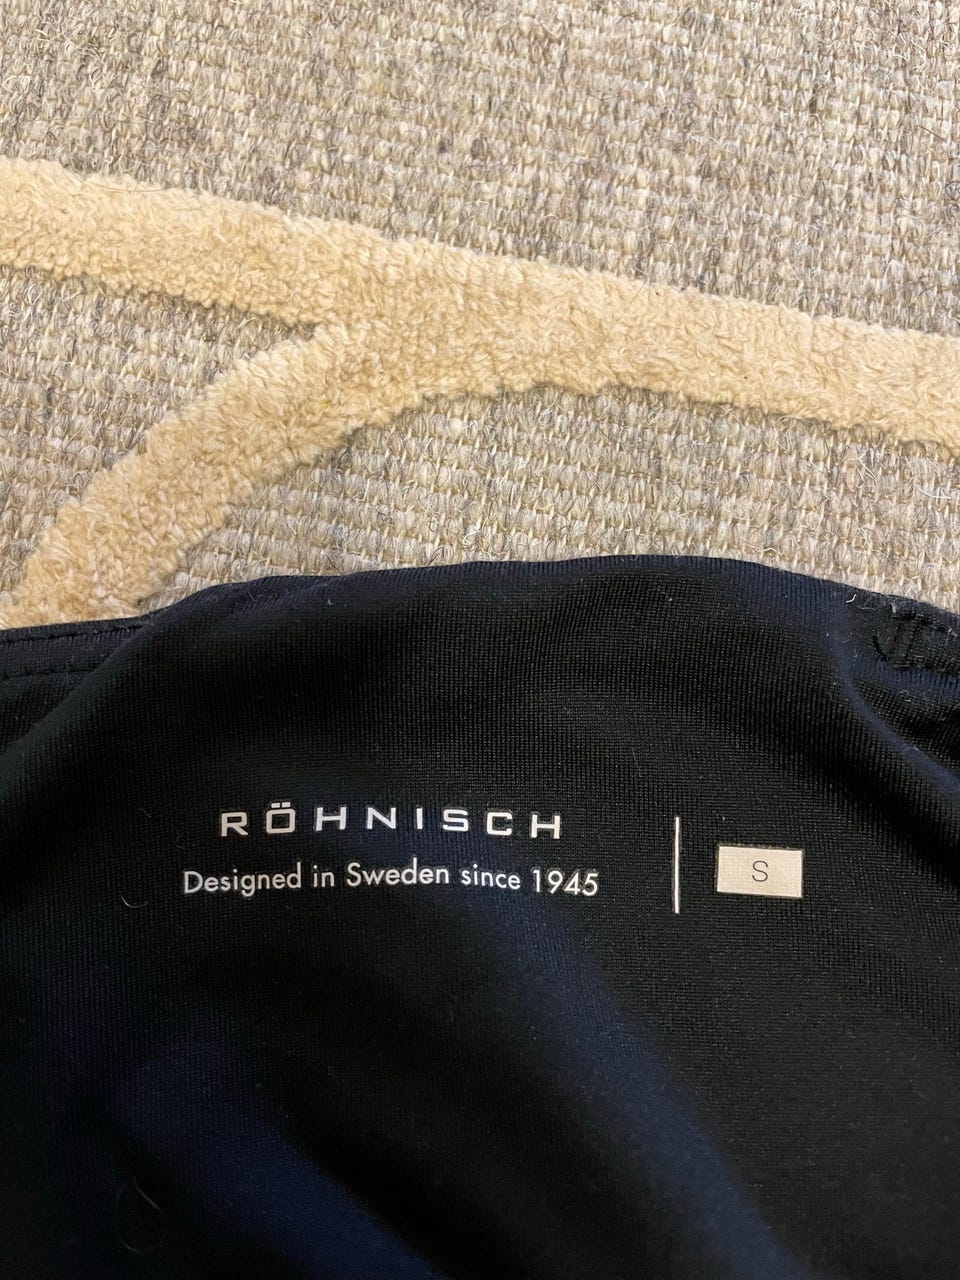 RÖHNISCH
Designed in Sweden since 1945
S